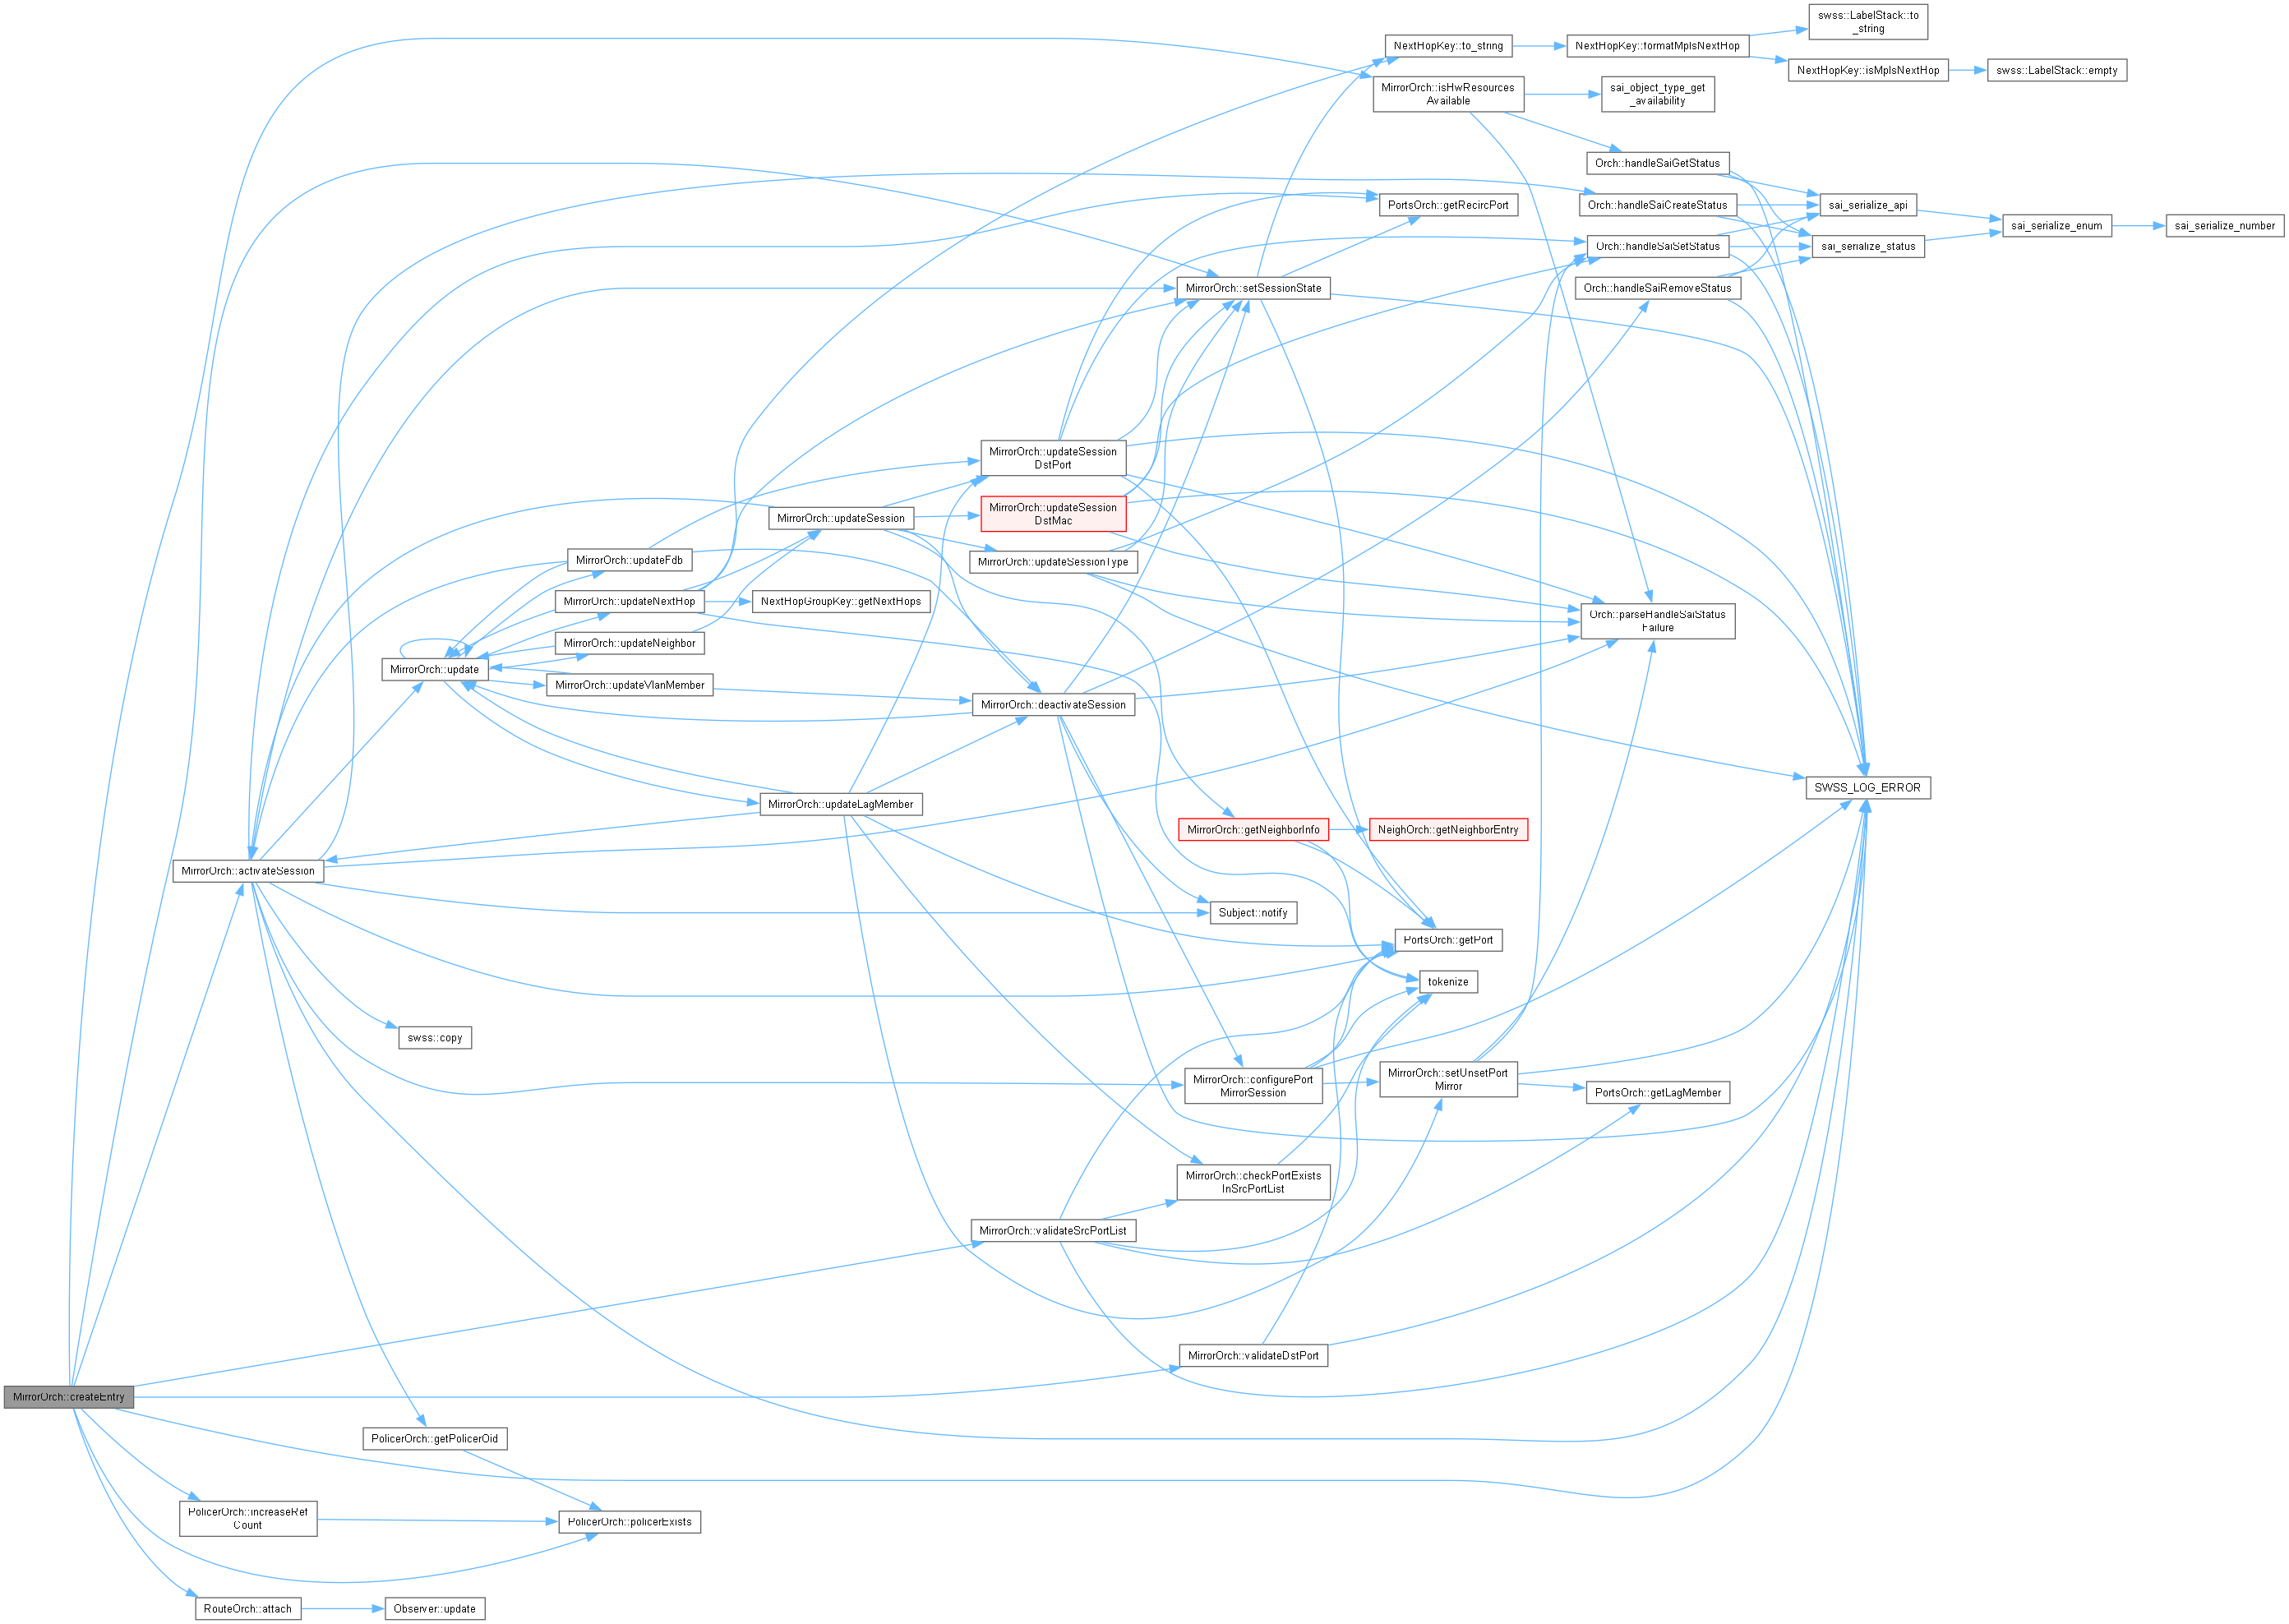 swss::LabelStack::to
_string
NextHopKey::to_string
NextHopKey::formatMplsNextHop
NextHopKey::isMplsNextHop
swss::LabelStack::empty
MirrorOrch::isHwResources
Available
sai_object_type_get
_availability
Orch::handleSaiGetStatus
PortsOrch::getRecircPort
Orch::handleSaiCreateStatus
sai_serialize_api
sai_serialize_enum
sai_serialize_number
Orch::handleSaiSetStatus
sai_serialize_status
MirrorOrch::setSessionState
Orch::handleSaiRemoveStatus
MirrorOrch::updateSession
DstPort
MirrorOrch::updateSession
DstMac
MirrorOrch::updateSession
MirrorOrch::updateFdb
MirrorOrch::updateSessionType
MirrorOrch::updateNextHop
NextHopGroupKey::getNextHops
Orch::parseHandleSaiStatus
Failure
MirrorOrch::updateNeighbor
MirrorOrch::update
MirrorOrch::updateVlanMember
MirrorOrch::deactivateSession
SWSS_LOG_ERROR
MirrorOrch::updateLagMember
MirrorOrch::getNeighborInfo
NeighOrch::getNeighborEntry
MirrorOrch::activateSession
Subject::notify
PortsOrch::getPort
tokenize
swss::copy
MirrorOrch::configurePort
MirrorSession
MirrorOrch::setUnsetPort
Mirror
PortsOrch::getLagMember
MirrorOrch::checkPortExists
InSrcPortList
MirrorOrch::validateSrcPortList
MirrorOrch::validateDstPort
MirrorOrch::createEntry
PolicerOrch::getPolicerOid
PolicerOrch::increaseRef
Count
PolicerOrch::policerExists
RouteOrch::attach
Observer::update